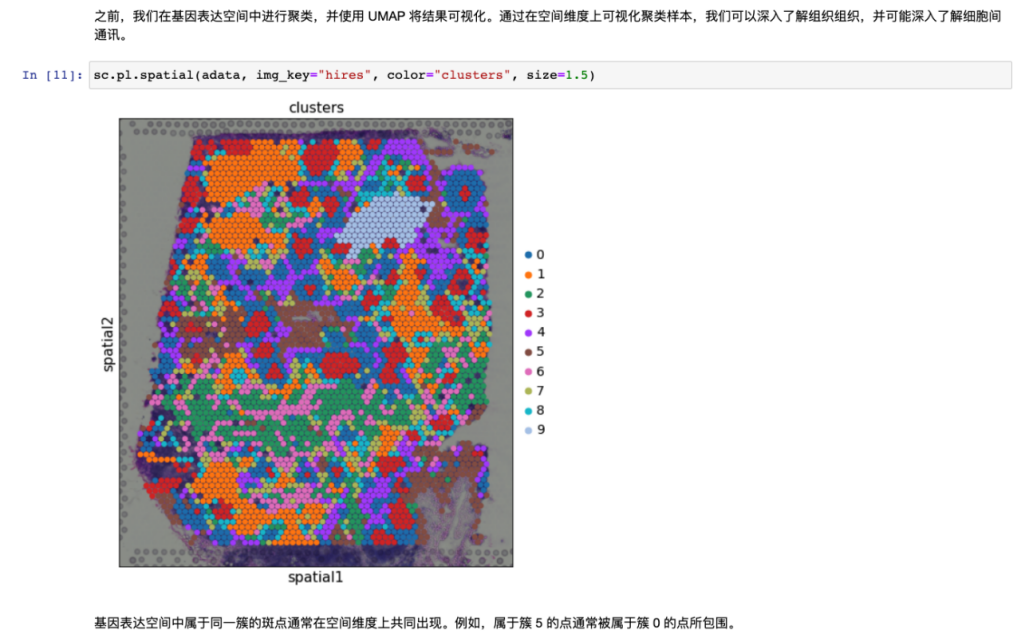 之前，我们在基因表达空间中进行聚类，并使用 UMAP 将结果可视化。通过在空间维度上可视化聚类样本，我们可以深入了解组织组织，并可能深入了解细胞间
通讯。
In [11]: sc.pl.spatial(adata, img_key="hires", color="clusters", size=1.5)
clusters
spatial2
0
1
2
3
4
5
6
7
8
9
spatial1
基因表达空间中属于同一簇的斑点通常在空间维度上共同出现。例如，属于簇 5 的点通常被属于簇 0 的点所包围。